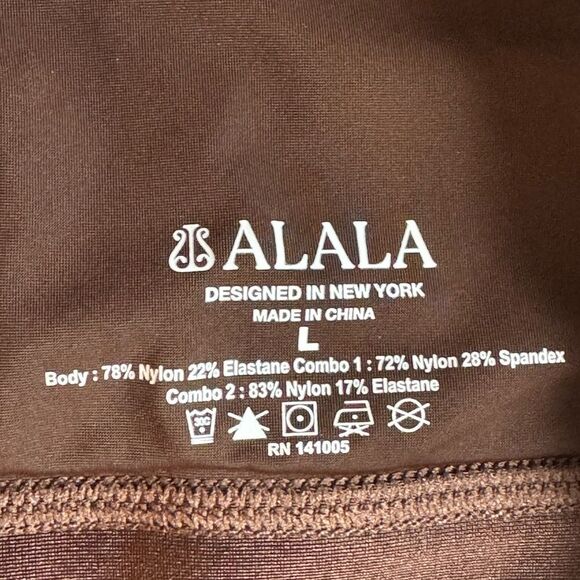 ALALA
DESIGNED IN NEW YORK
MADE IN CHINA
L
Body : 78% Nylon 22% Elastane Combo 1 : 72% Nylon 28% Spandex
Combo 2 : 83% Nylon 17% Elastane
30C
RN 141005